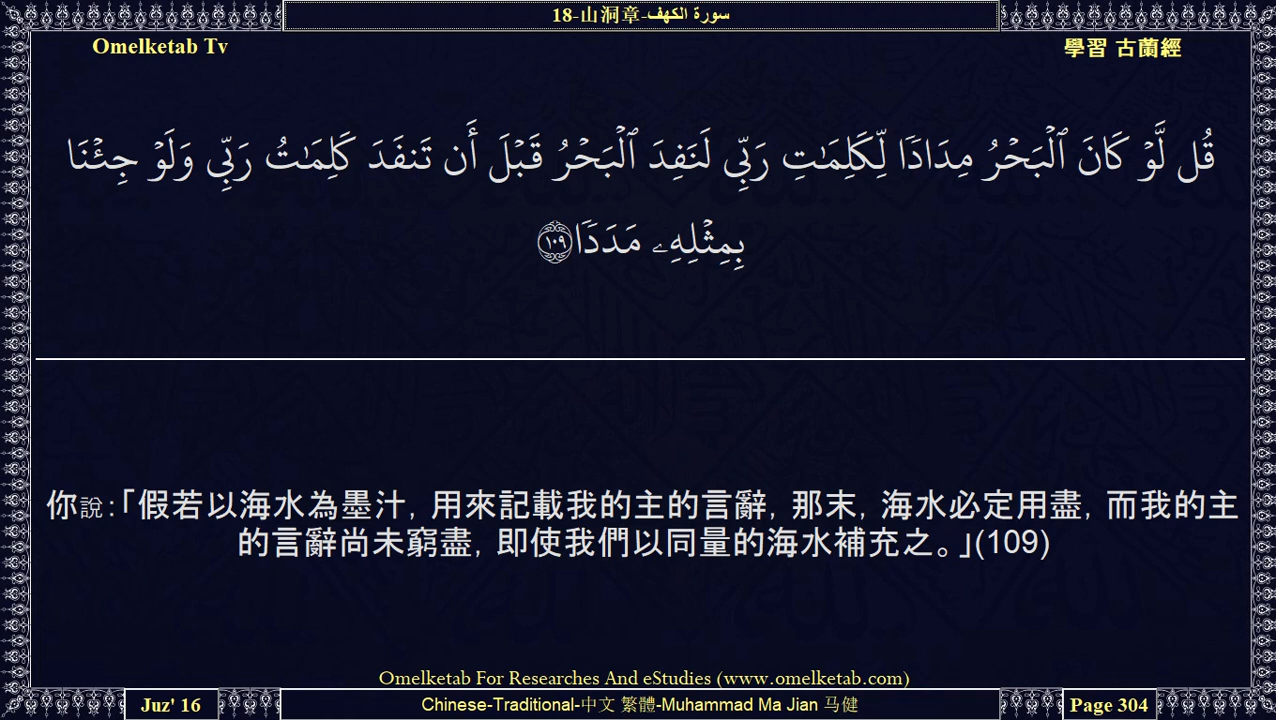 18-山洞章-سورة الكهف
Omelketab Tv
學習 古蘭經
قُل لَّوۡ كَانَ ٱلۡبَحۡرُ مِدَادٗا لِّكَلِمَٰتِ رَبِّي لَنَفِدَ ٱلۡبَحۡرُ قَبۡلَ أَن تَنفَدَ كَلِمَٰتُ رَبِّي وَلَوۡ جِئۡنَا
بِمِثۡلِهِۦ مَدَدٗا ١٠٩
你說:「假若以海水為墨汁, 用來記載我的主的言辭, 那末, 海水必定用盡, 而我的主
的言辭尚未窮盡, 即使我們以同量的海水補充之。」(109)
Omelketab For Researches And eStudies (www.omelketab.com)
Juz' 16
Chinese-Traditional-中文 繁體-Muhammad Ma Jian 马健
Page 304